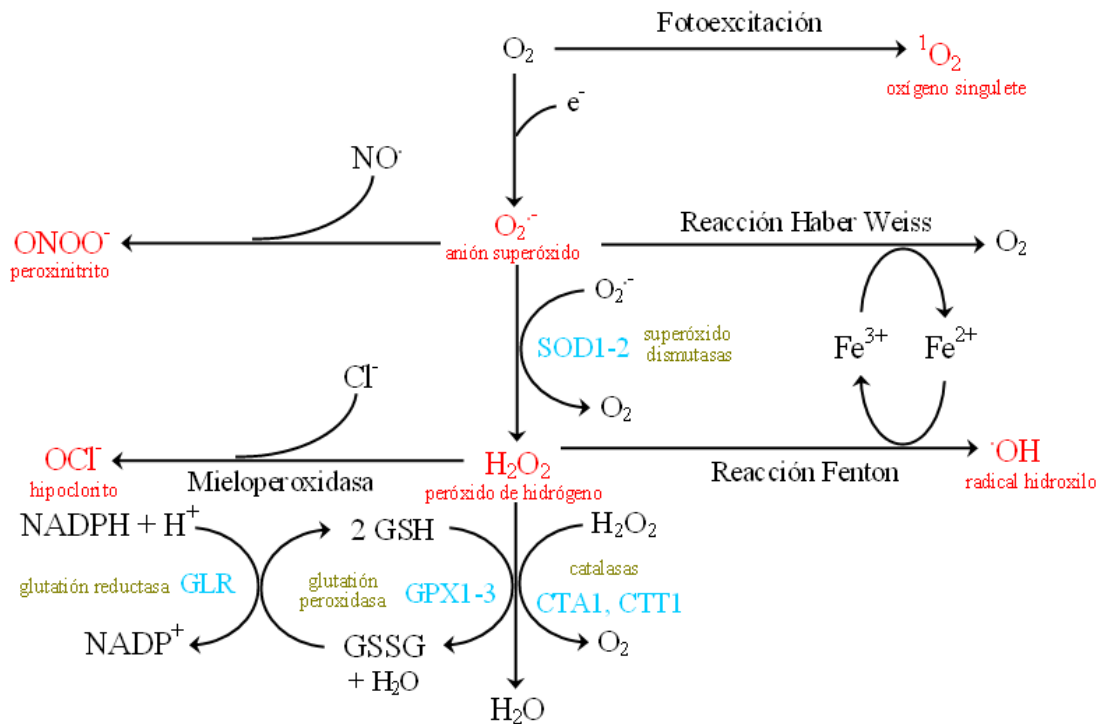 Fotoexcitación
O₂
¹O₂
oxígeno singulete
e⁻
NO·
O₂·⁻
anión superóxido
Reacción Haber Weiss
O₂
ONOO⁻
peroxinitrito
O₂·⁻
SOD1-2
superóxido
dismutasas
Fe³⁺
Fe²⁺
Cl⁻
O₂
OCl⁻
hipoclorito
Mieloperoxidasa
H₂O₂
peróxido de hidrógeno
Reacción Fenton
·OH
radical hidroxilo
NADPH + H⁺
2 GSH
H₂O₂
glutatión reductasa
GLR
glutatión
peroxidasa
GPX1-3
catalasas
CTA1, CTT1
NADP⁺
GSSG
+ H₂O
O₂
H₂O